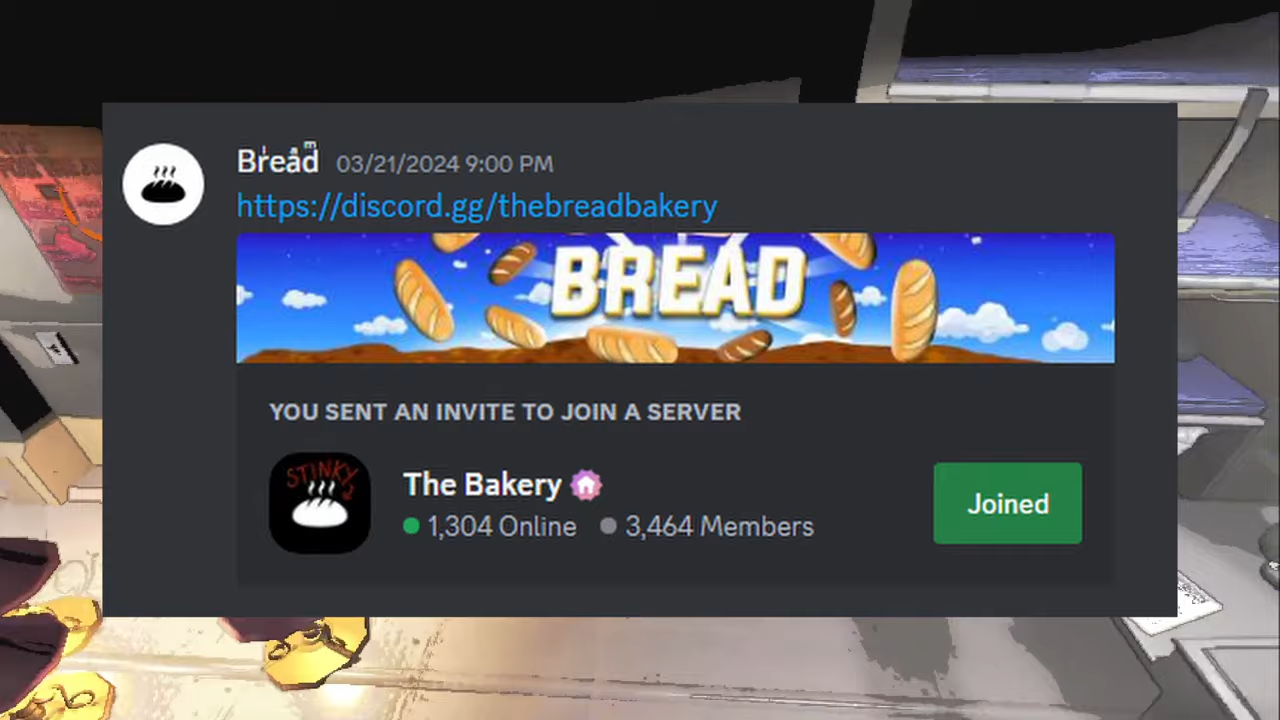 Bread 03/21/2024 9:00 PM
https://discord.gg/thebreadbakery
BREAD
YOU SENT AN INVITE TO JOIN A SERVER
STINKY
The Bakery
1,304 Online 3,464 Members
Joined